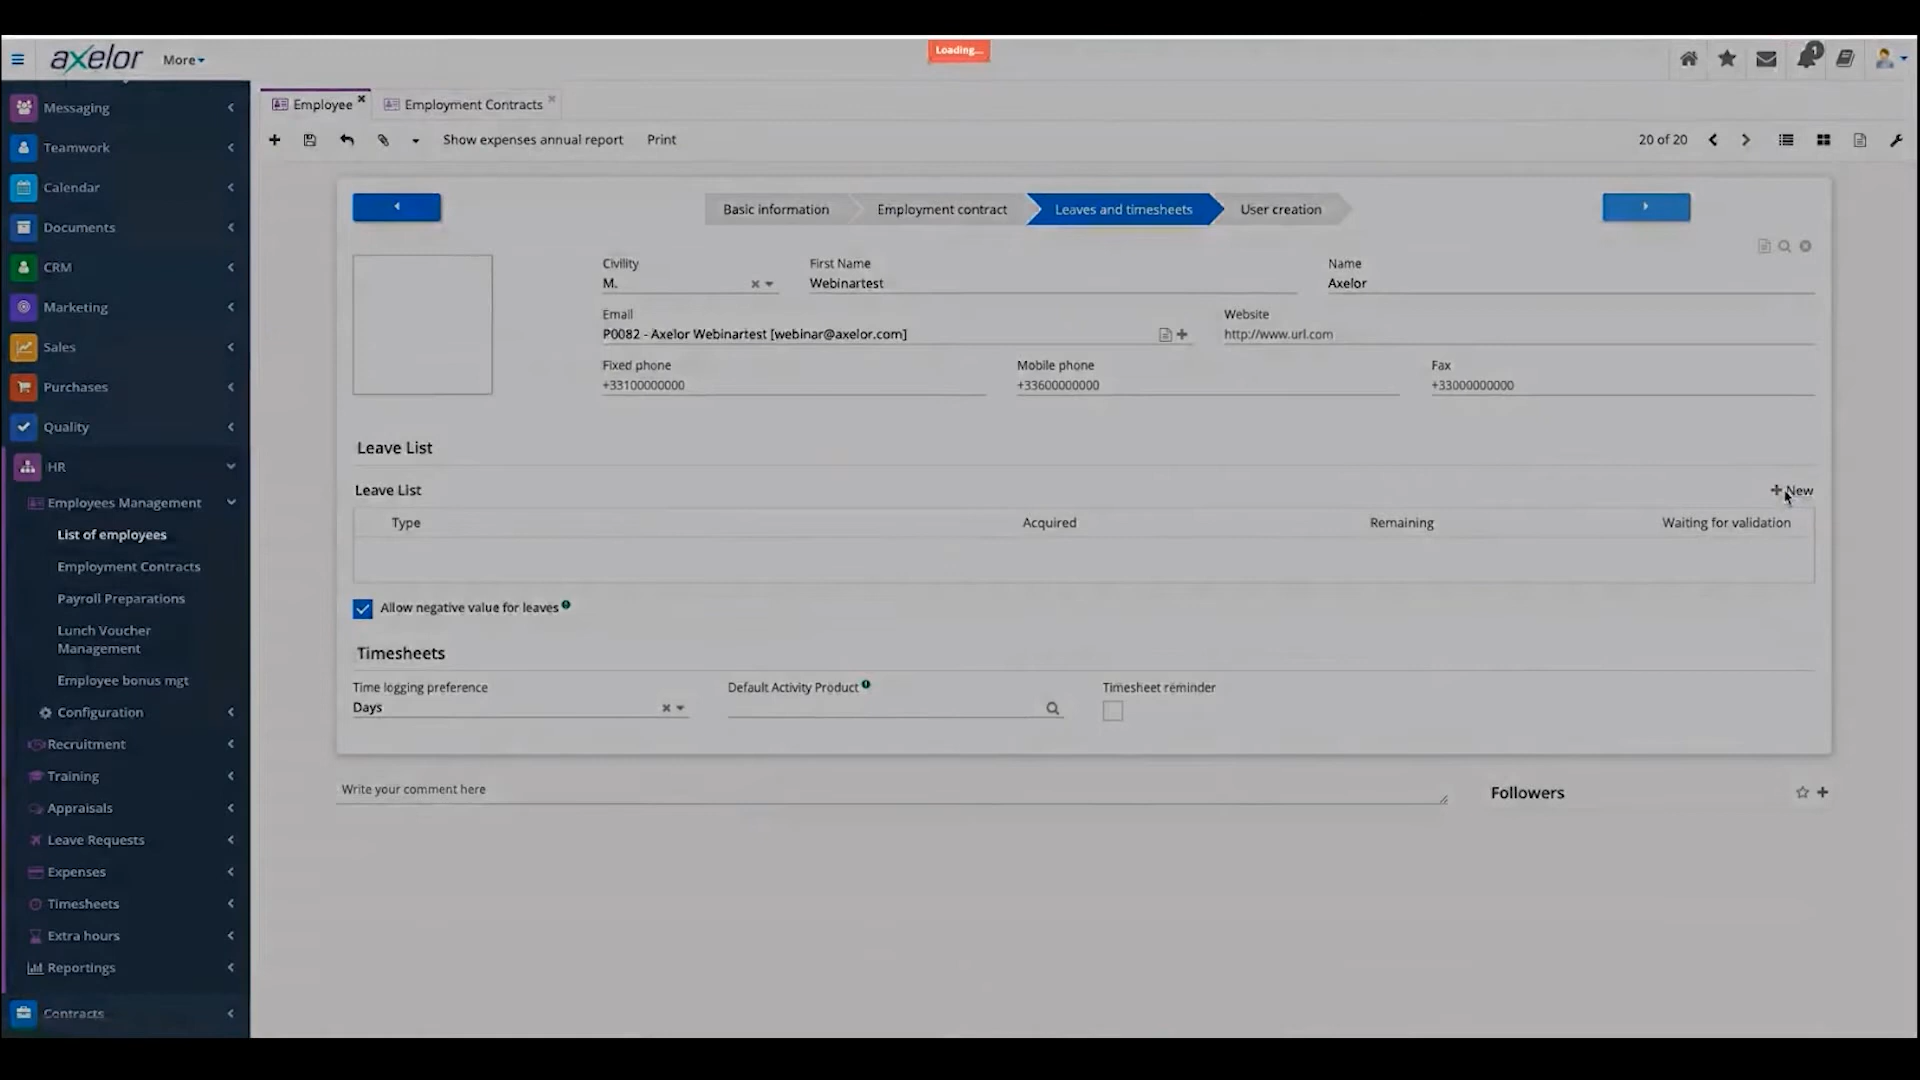 axelor
More
Loading...
1
Messaging
Teamwork
Calendar
Documents
CRM
Marketing
Sales
Purchases
Quality
HR
Employees Management
List of employees
Employment Contracts
Payroll Preparations
Lunch Voucher
Management
Employee bonus mgt
Configuration
Recruitment
Training
Appraisals
Leave Requests
Expenses
Timesheets
Extra hours
Reportings
Contracts
Employee
Employment Contracts
Show expenses annual report
Print
20 of 20
Basic information
Employment contract
Leaves and timesheets
User creation
Civility
First Name
Name
M.
Webinartest
Axelor
Email
Website
P0082 - Axelor Webinartest [webinar@axelor.com]
http://www.url.com
Fixed phone
Mobile phone
Fax
+33100000000
+33600000000
+33000000000
Leave List
Leave List
New
Type
Acquired
Remaining
Waiting for validation
Allow negative value for leaves
Timesheets
Time logging preference
Default Activity Product
Timesheet reminder
Days
Write your comment here
Followers